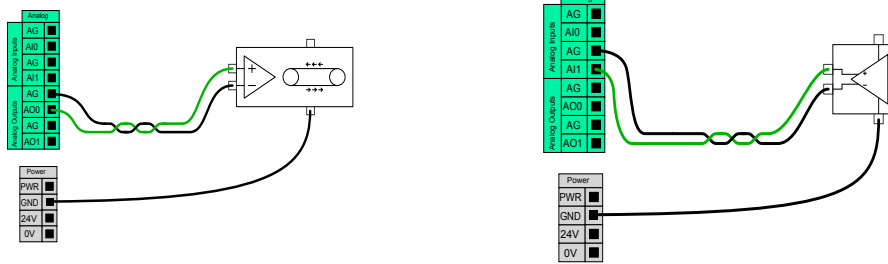 Analog
Analog Inputs
AG
AI0
AG
AI1
Analog Outputs
AG
AO0
AG
AO1
Power
PWR
GND
24V
0V
+
−
←←←
→→→
Analog Inputs
AG
AI0
AG
AI1
Analog Outputs
AG
AO0
AG
AO1
Power
PWR
GND
24V
0V
+
−